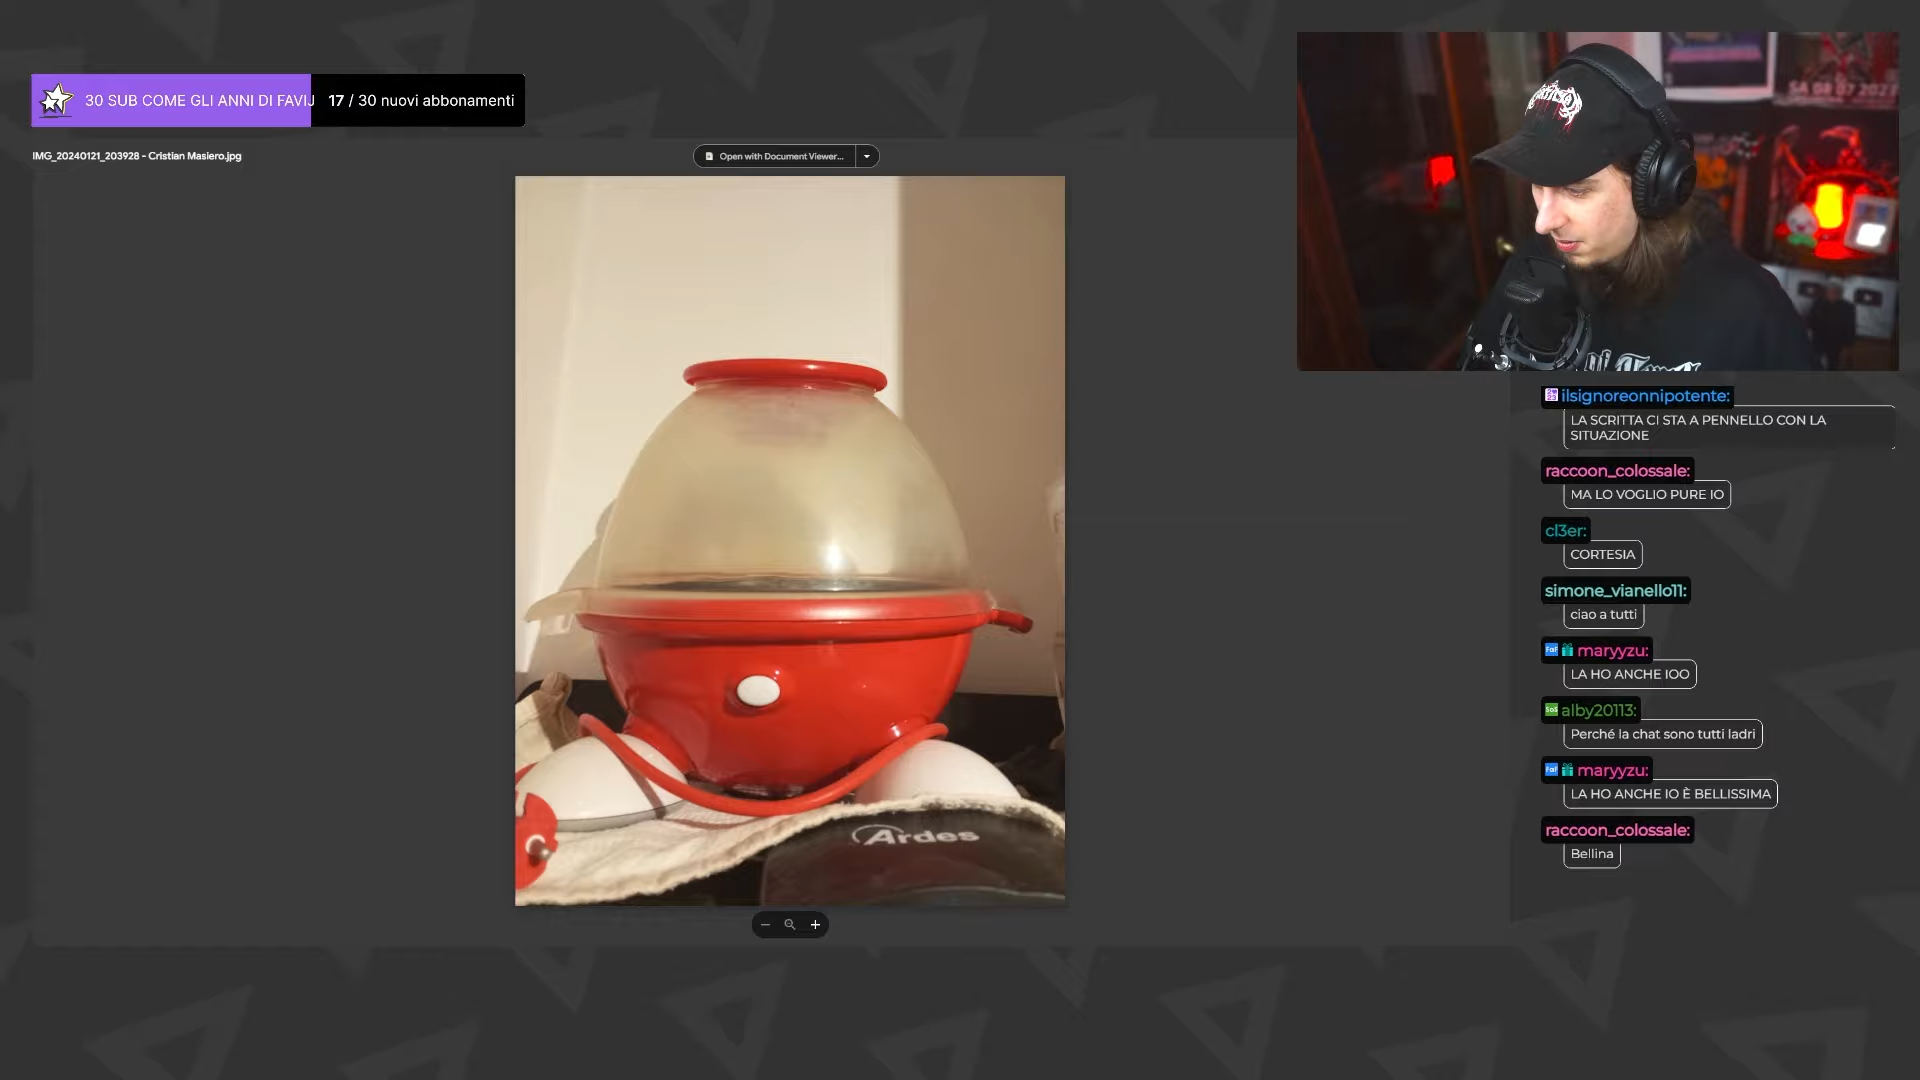 30 SUB COME GLI ANNI DI FAVIJ
17 / 30 nuovi abbonamenti
IMG_20240121_203928 - Cristian Masiero.jpg
Open with Document Viewer...
Ardes
ilsignoreonnipotente:
LA SCRITTA CI STA A PENNELLO CON LA
SITUAZIONE
raccoon_colossale:
MA LO VOGLIO PURE IO
cl3er:
CORTESIA
simone_vianello11:
ciao a tutti
maryyzu:
LA HO ANCHE IOO
alby20113:
Perché la chat sono tutti ladri
maryyzu:
LA HO ANCHE IO È BELLISSIMA
raccoon_colossale:
Bellina